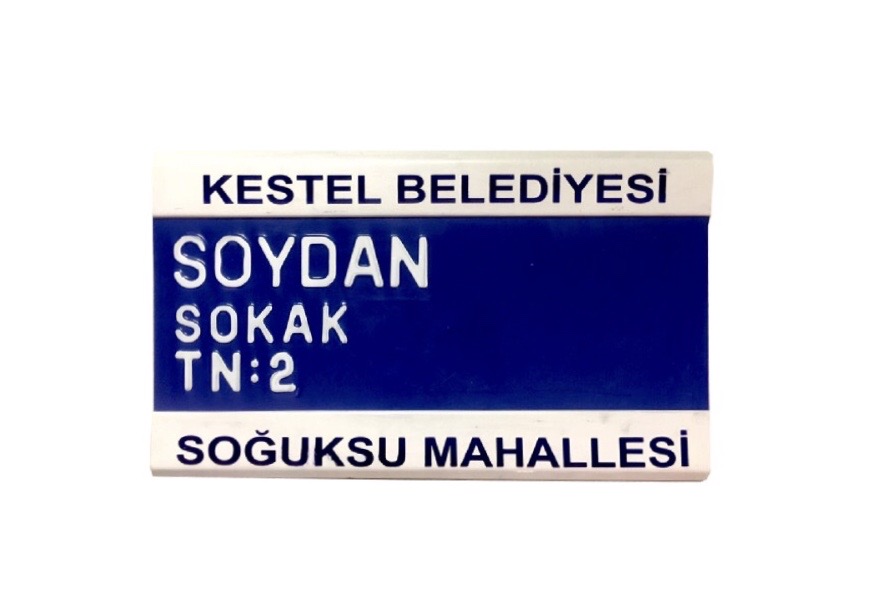 KESTEL BELEDİYESİ
SOYDAN
SOKAK
TN:2
SOĞUKSU MAHALLESİ